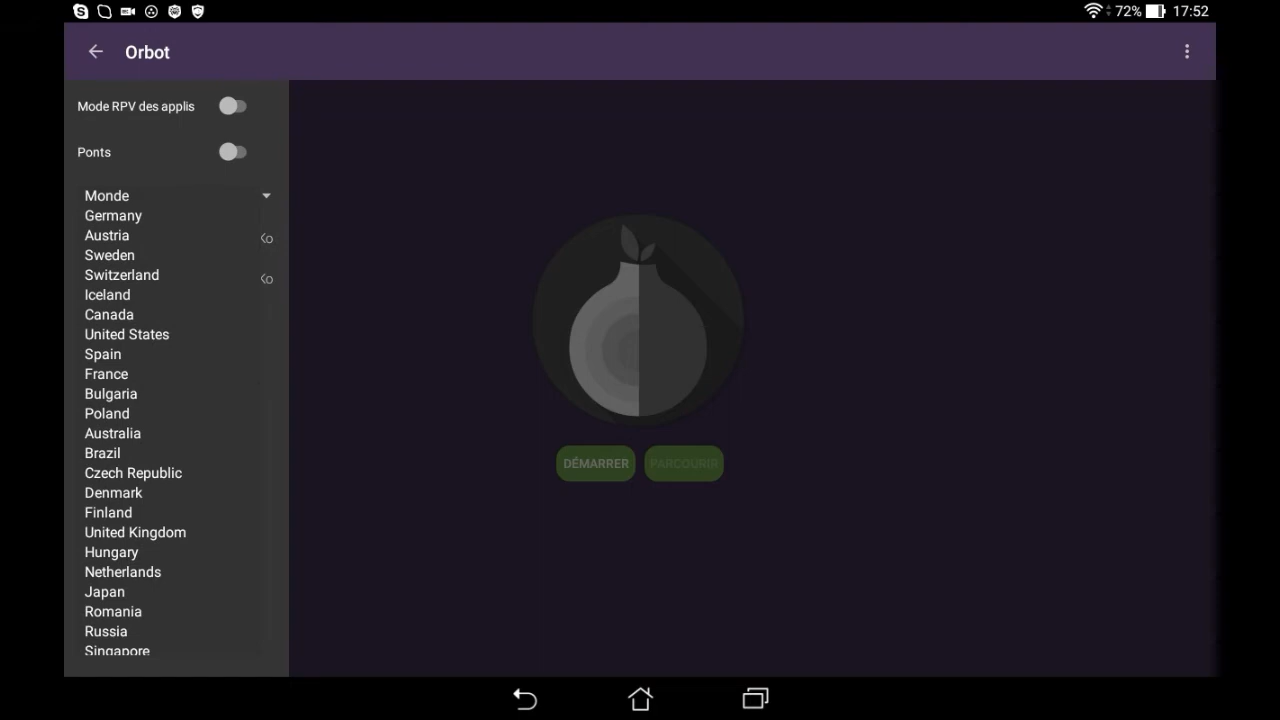 72% 17:52
Orbot
Mode RPV des applis
Ponts
Monde
Germany
Austria
Ko
Sweden
Switzerland
Ko
Iceland
Canada
United States
Spain
France
Bulgaria
Poland
Australia
Brazil
DÉMARRER PARCOURIR
Czech Republic
Denmark
Finland
United Kingdom
Hungary
Netherlands
Japan
Romania
Russia
Singapore